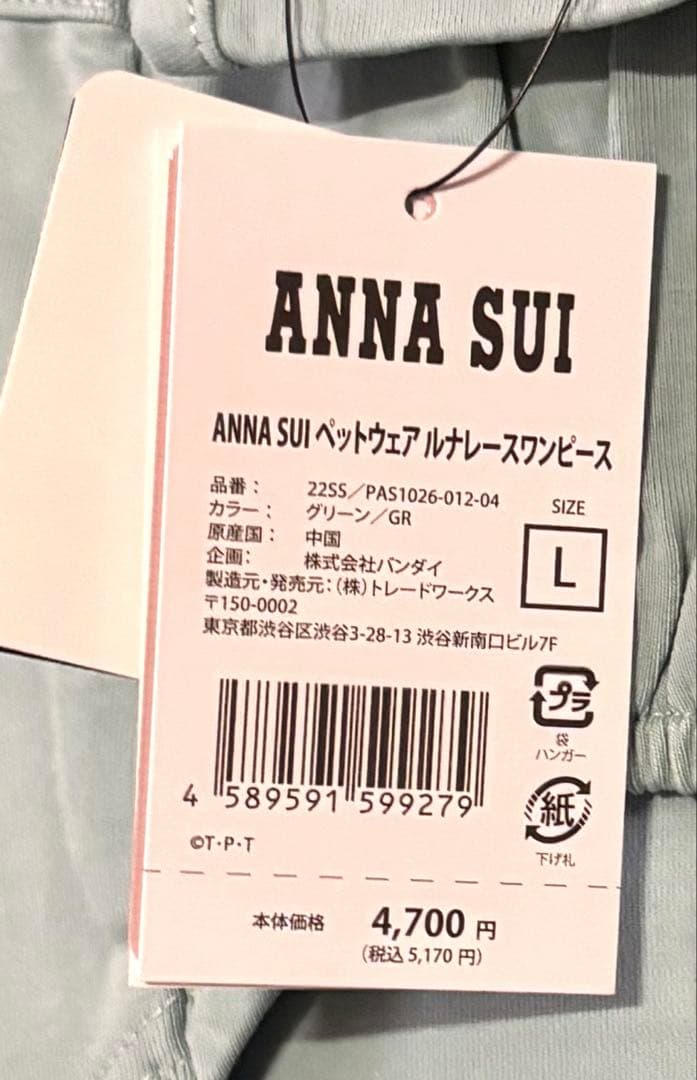 ANNA SUI
ANNA SUI ペットウェア ルナレースワンピース
品番： 22SS／PAS1026-012-04
カラー： グリーン／GR
原産国： 中国
企画： 株式会社バンダイ
製造元・発売元：（株）トレードワークス
〒150-0002
東京都渋谷区渋谷3-28-13 渋谷新南口ビル7F
SIZE
L
プラ
袋
ハンガー
紙
下げ札
4 589591 599279
©T・P・T
本体価格 4,700 円
（税込 5,170 円）